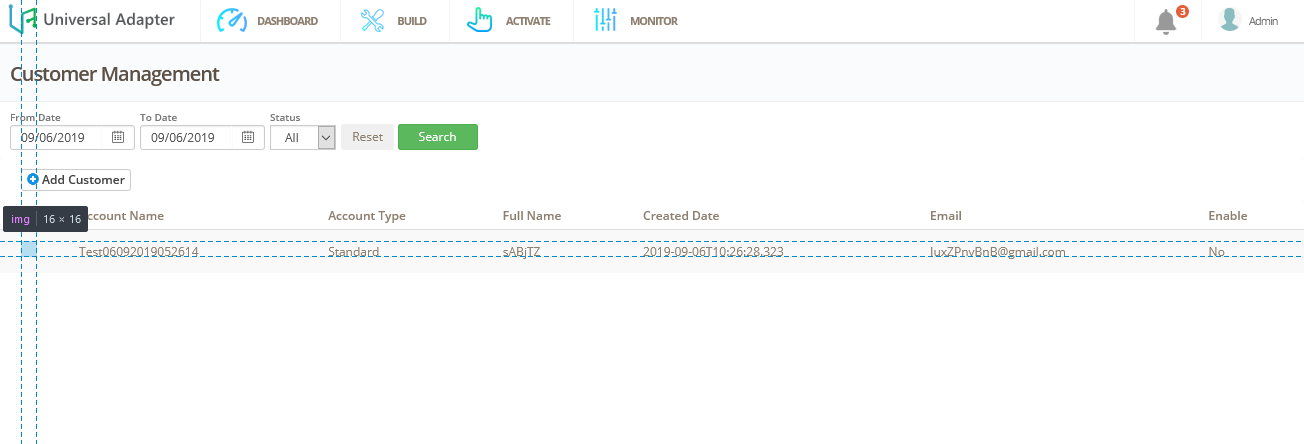 Universal Adapter DASHBOARD BUILD ACTIVATE MONITOR 3 Admin
Customer Management
From Date To Date Status
09/06/2019 09/06/2019 All Reset Search
Add Customer
img 16 × 16 ccount Name Account Type Full Name Created Date Email Enable
Test06092019052614 Standard sABjTZ 2019-09-06T10:26:28.323 luxZPnvBnB@gmail.com No